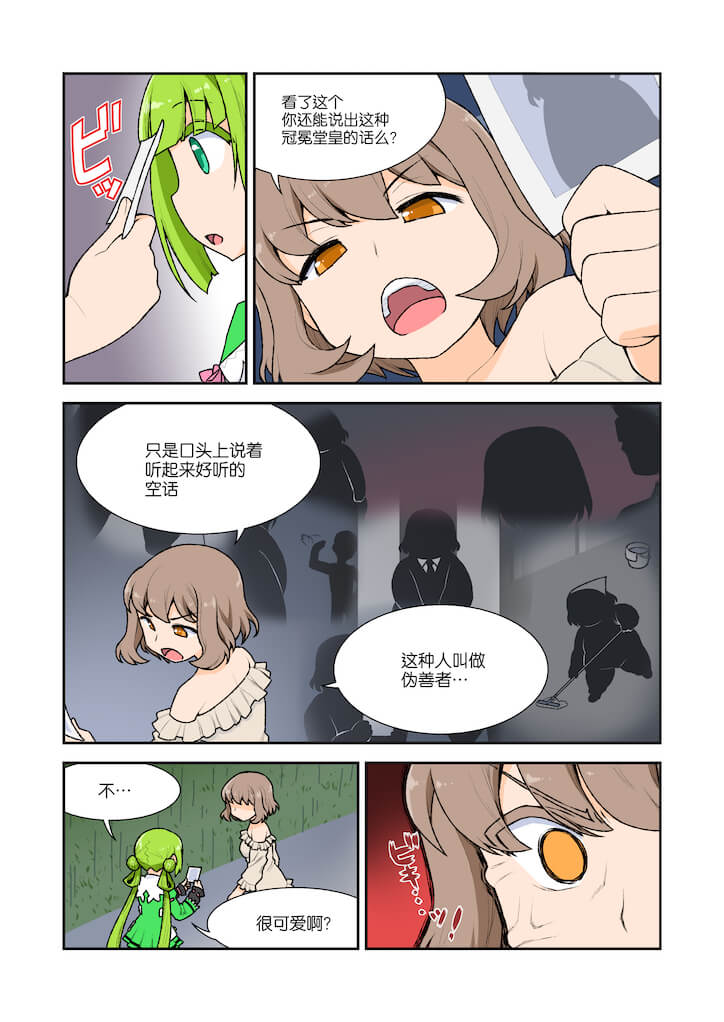 ビッ
看了这个
你还能说出这种
冠冕堂皇的话么?
只是口头上说着
听起来好听的
空话
这种人叫做
伪善者…
不…
很可爱啊?
ビキ‥ッ!!